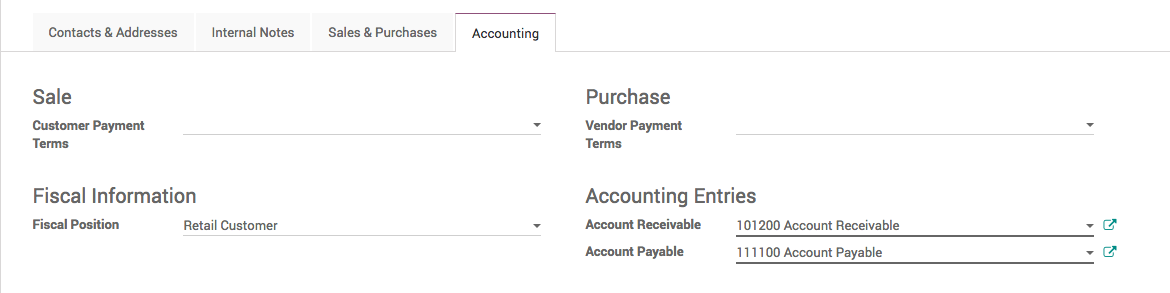 Contacts & Addresses Internal Notes Sales & Purchases Accounting
Sale
Customer Payment
Terms
Purchase
Vendor Payment
Terms
Fiscal Information
Fiscal Position Retail Customer
Accounting Entries
Account Receivable 101200 Account Receivable
Account Payable 111100 Account Payable